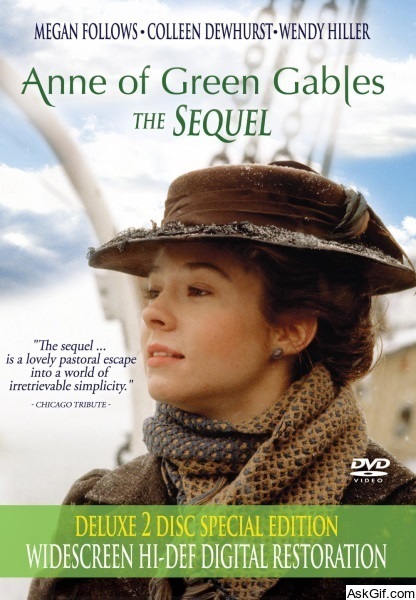 MEGAN FOLLOWS • COLLEEN DEWHURST • WENDY HILLER
Anne of Green Gables
THE SEQUEL
"The sequel ...
is a lovely pastoral escape
into a world of
irretrievable simplicity."
- CHICAGO TRIBUTE -
DVD
VIDEO
DELUXE 2 DISC SPECIAL EDITION
WIDESCREEN HI-DEF DIGITAL RESTORATION
AskGif.com